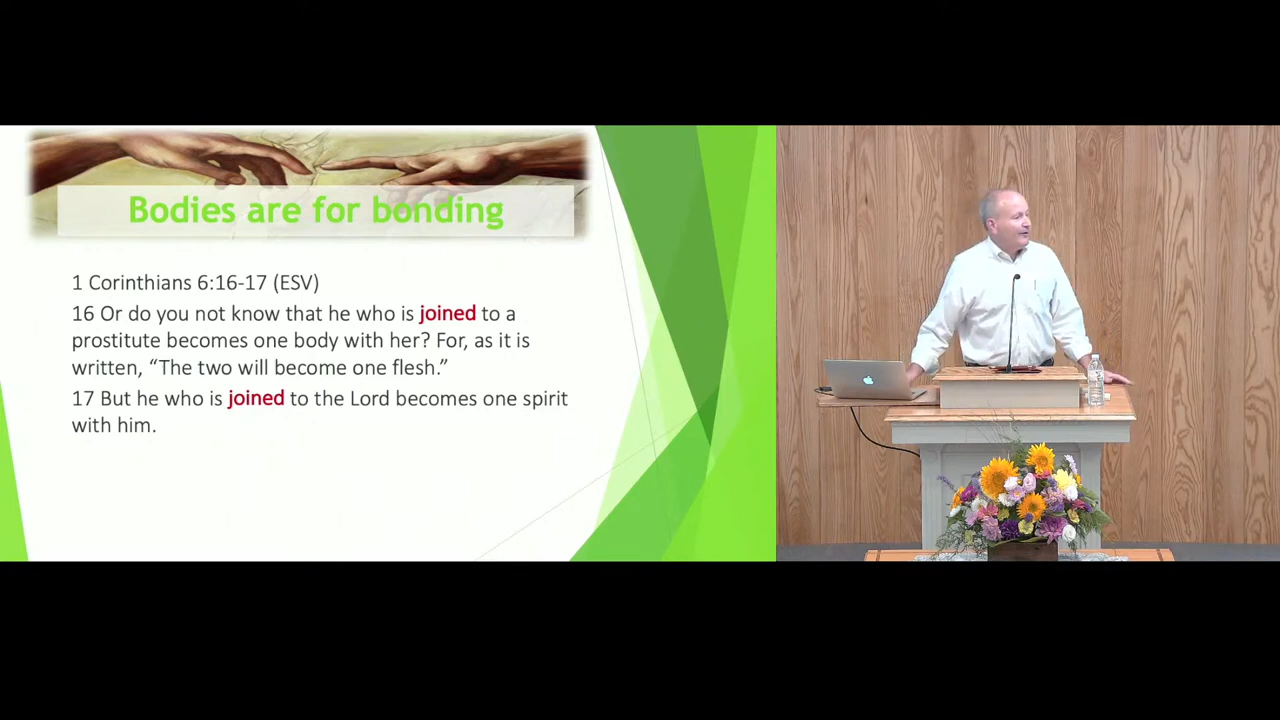 Bodies are for bonding
1 Corinthians 6:16-17 (ESV)
16 Or do you not know that he who is joined to a
prostitute becomes one body with her? For, as it is
written, “The two will become one flesh.”
17 But he who is joined to the Lord becomes one spirit
with him.